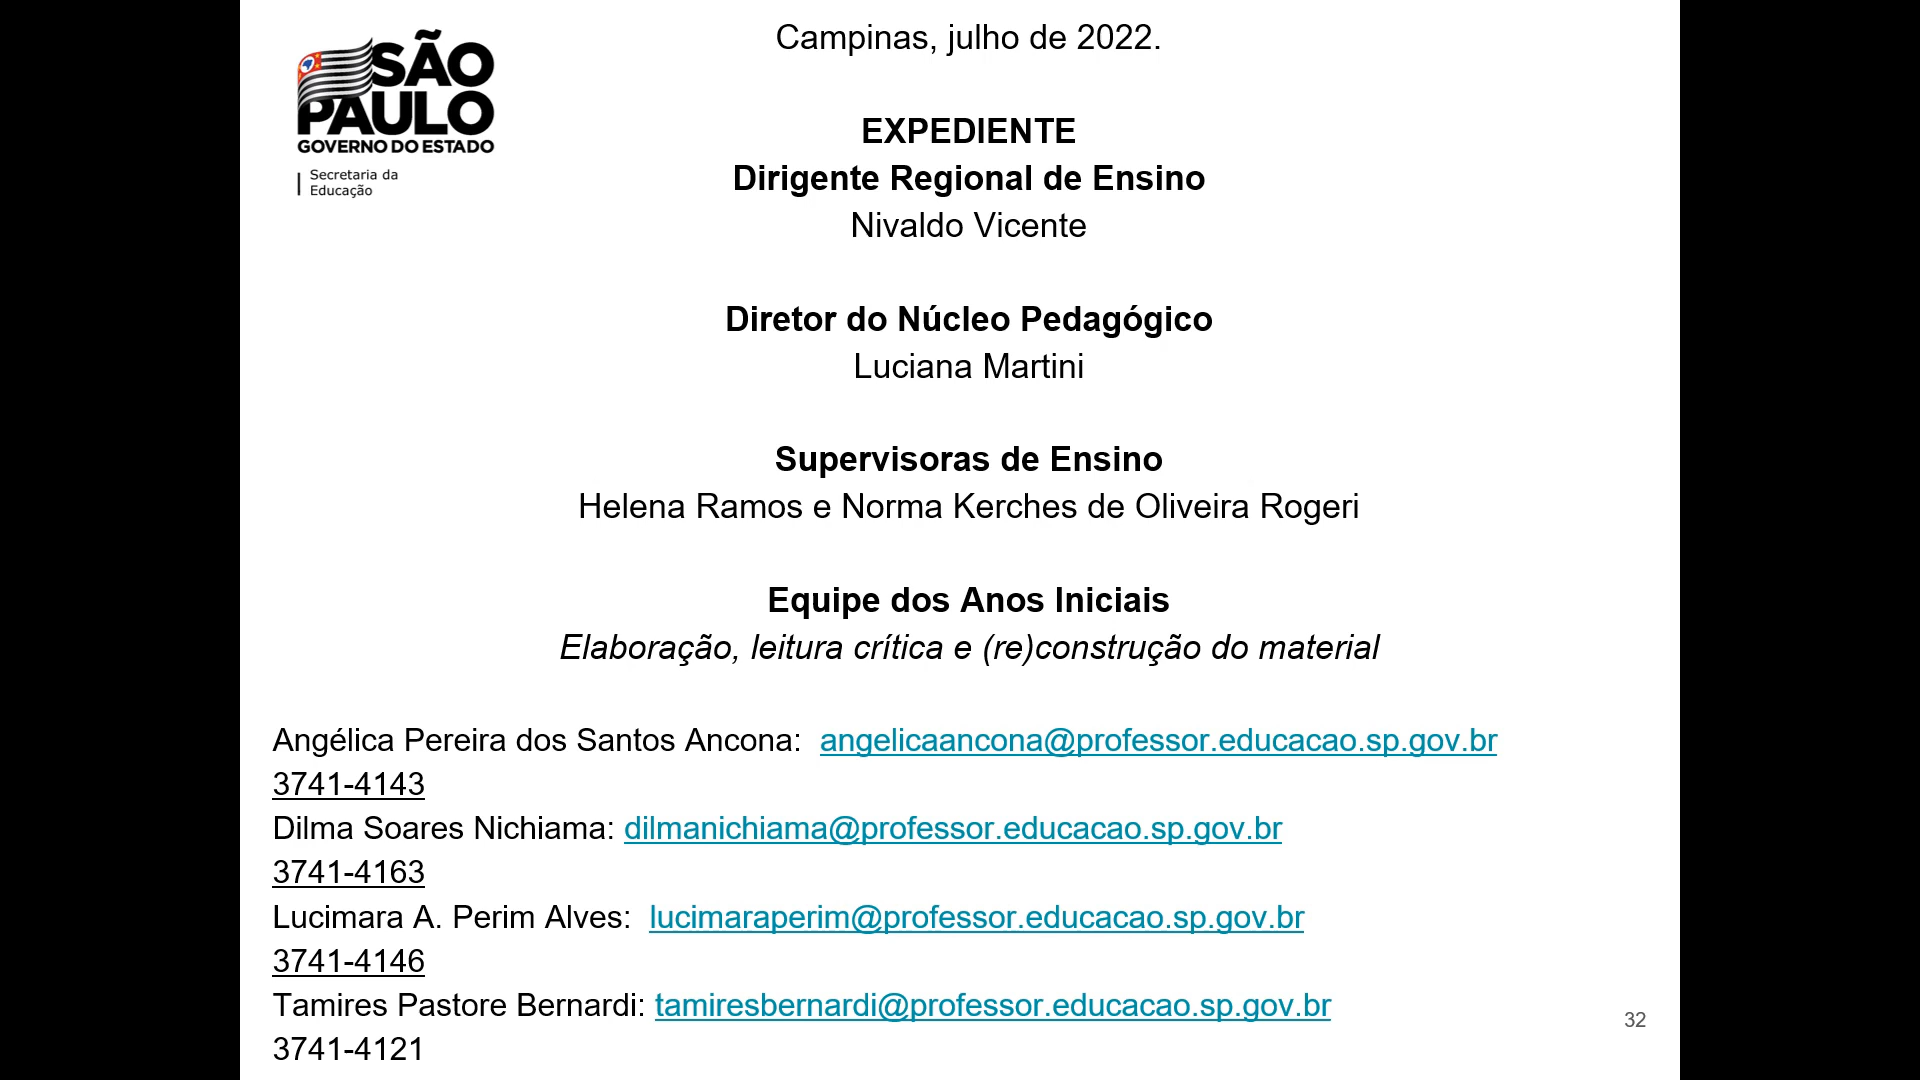 SÃO
PAULO
GOVERNO DO ESTADO
Secretaria da
Educação
Campinas, julho de 2022.
EXPEDIENTE
Dirigente Regional de Ensino
Nivaldo Vicente
Diretor do Núcleo Pedagógico
Luciana Martini
Supervisoras de Ensino
Helena Ramos e Norma Kerches de Oliveira Rogeri
Equipe dos Anos Iniciais
Elaboração, leitura crítica e (re)construção do material
Angélica Pereira dos Santos Ancona: angelicaancona@professor.educacao.sp.gov.br
3741-4143
Dilma Soares Nichiama: dilmanichiama@professor.educacao.sp.gov.br
3741-4163
Lucimara A. Perim Alves: lucimaraperim@professor.educacao.sp.gov.br
3741-4146
Tamires Pastore Bernardi: tamiresbernardi@professor.educacao.sp.gov.br
3741-4121
32